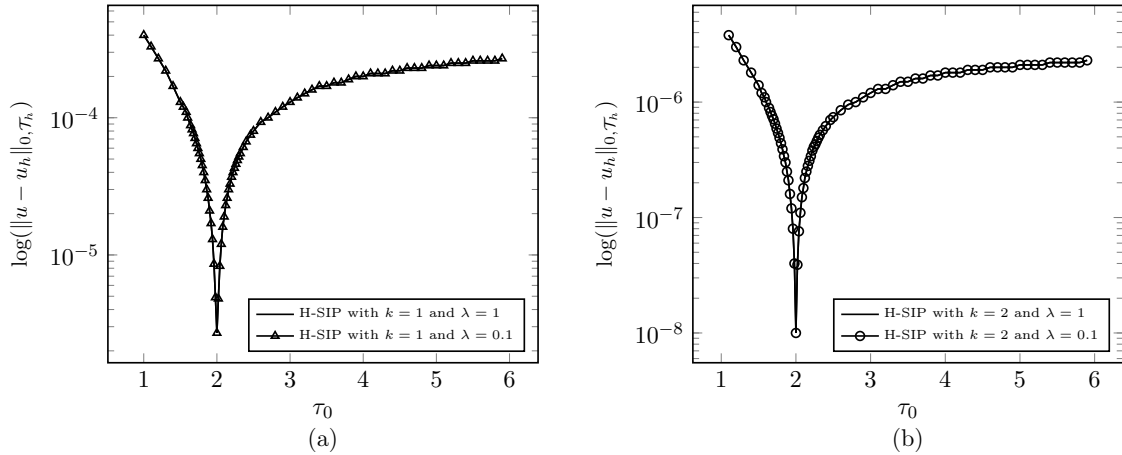 10⁻⁴
10⁻⁵
log(∥u − u_h∥_{0,𝒯_h})
1 2 3 4 5 6
τ₀
H-SIP with k = 1 and λ = 1
H-SIP with k = 1 and λ = 0.1
(a)
10⁻⁶
10⁻⁷
10⁻⁸
log(∥u − u_h∥_{0,𝒯_h})
1 2 3 4 5 6
τ₀
H-SIP with k = 2 and λ = 1
H-SIP with k = 2 and λ = 0.1
(b)